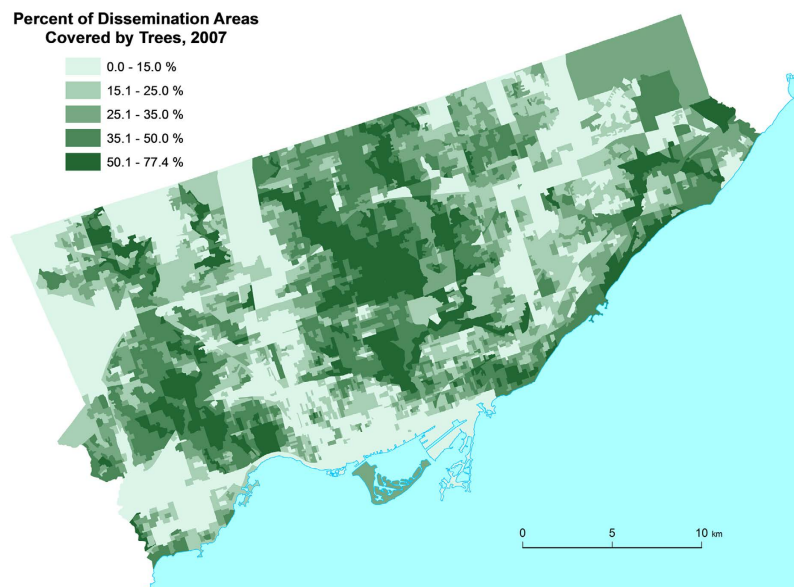 Percent of Dissemination Areas
Covered by Trees, 2007
0.0 - 15.0 %
15.1 - 25.0 %
25.1 - 35.0 %
35.1 - 50.0 %
50.1 - 77.4 %
0 5 10 km